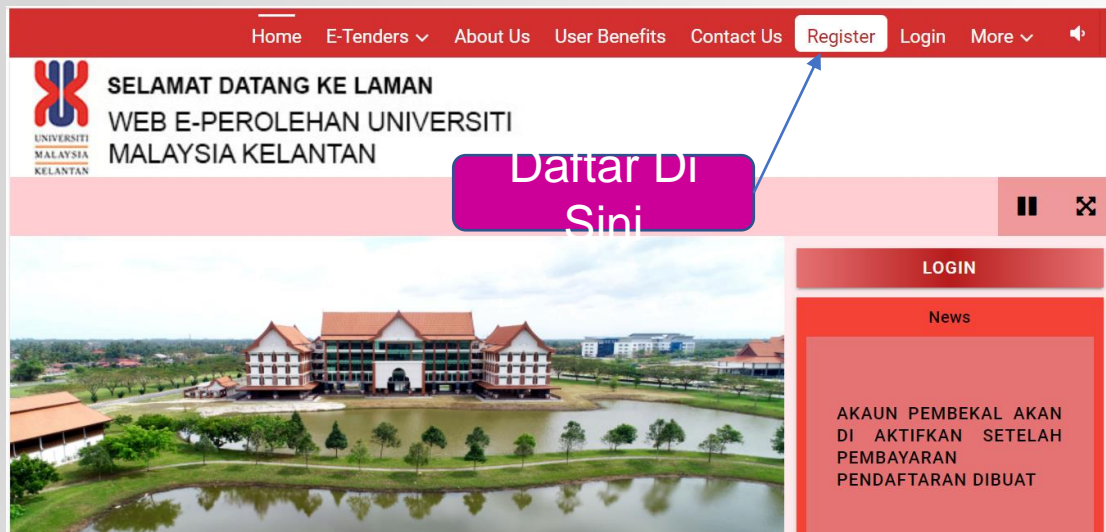 Home E-Tenders About Us User Benefits Contact Us Register Login More
UNIVERSITI
MALAYSIA
KELANTAN
SELAMAT DATANG KE LAMAN
WEB E-PEROLEHAN UNIVERSITI
MALAYSIA KELANTAN
Daftar Di
Sini
LOGIN
News
AKAUN PEMBEKAL AKAN
DI AKTIFKAN SETELAH
PEMBAYARAN
PENDAFTARAN DIBUAT